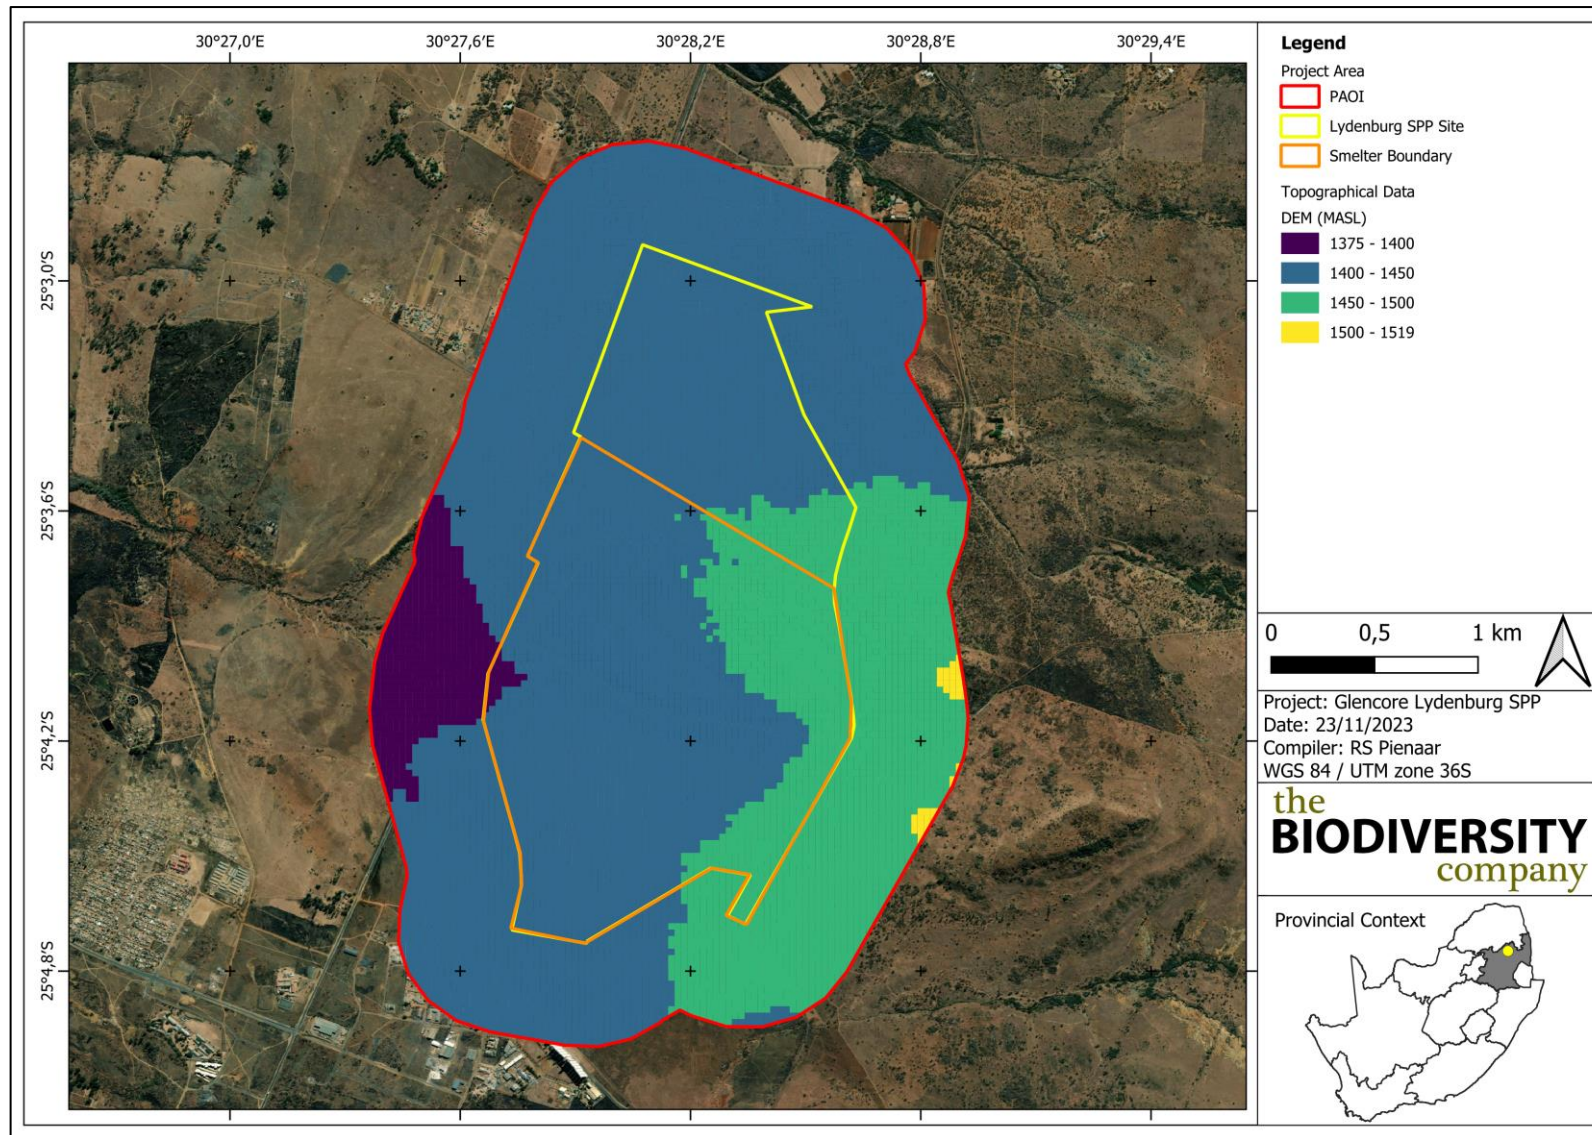 30°27,0′E 30°27,6′E 30°28,2′E 30°28,8′E 30°29,4′E
25°3,0′S
25°3,6′S
25°4,2′S
25°4,8′S
Legend
Project Area
PAOI
Lydenburg SPP Site
Smelter Boundary
Topographical Data
DEM (MASL)
1375 - 1400
1400 - 1450
1450 - 1500
1500 - 1519
0 0,5 1 km
Project: Glencore Lydenburg SPP
Date: 23/11/2023
Compiler: RS Pienaar
WGS 84 / UTM zone 36S
the
BIODIVERSITY
company
Provincial Context